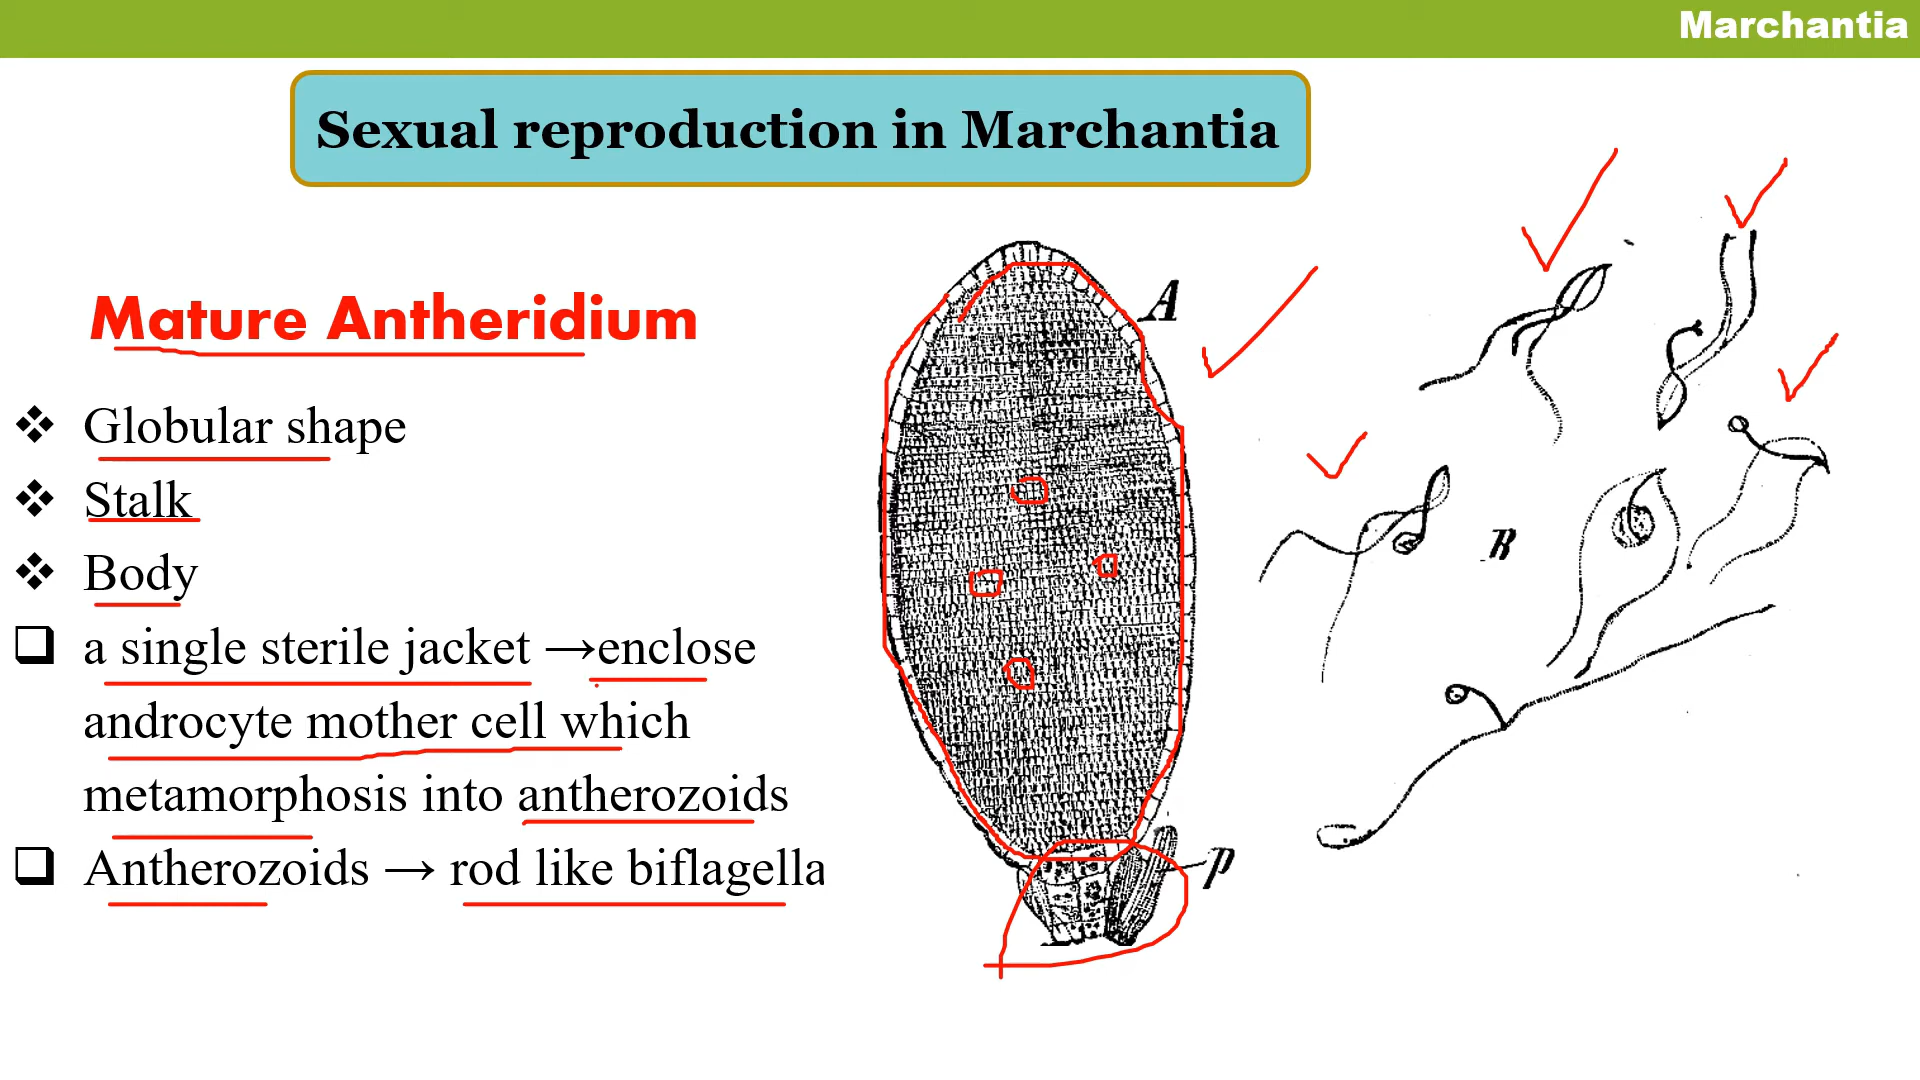 Marchantia
Sexual reproduction in Marchantia
Mature Antheridium
❖ Globular shape
❖ Stalk
❖ Body
❑ a single sterile jacket →enclose
androcyte mother cell which
metamorphosis into antherozoids
❑ Antherozoids → rod like biflagella
A
B
P